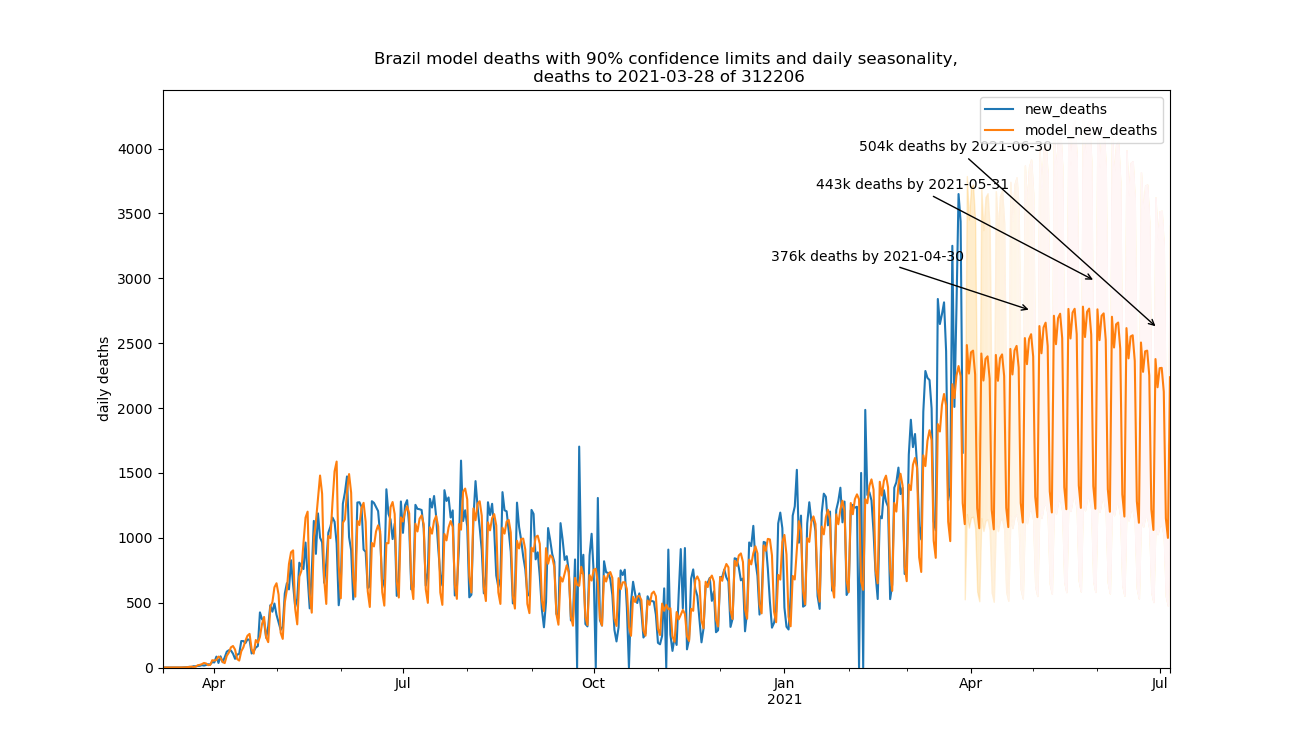 Brazil model deaths with 90% confidence limits and daily seasonality,
deaths to 2021-03-28 of 312206
new_deaths
model_new_deaths
504k deaths by 2021-06-30
443k deaths by 2021-05-31
376k deaths by 2021-04-30
daily deaths
4000
3500
3000
2500
2000
1500
1000
500
0
Apr
Jul
Oct
Jan
2021
Apr
Jul